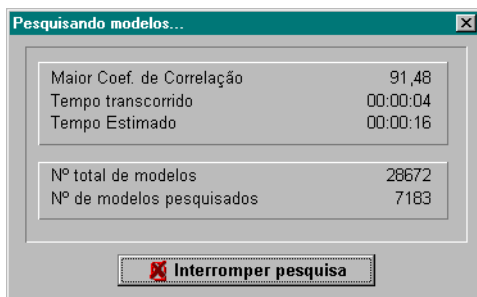 Pesquisando modelos...
Maior Coef. de Correlação 91,48
Tempo transcorrido 00:00:04
Tempo Estimado 00:00:16
Nº total de modelos 28672
Nº de modelos pesquisados 7183
Interromper pesquisa